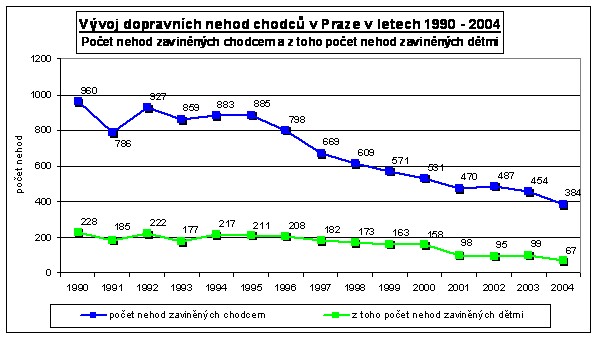 Vývoj dopravních nehod chodců v Praze v letech 1990 - 2004
Počet nehod zaviněných chodcem a z toho počet nehod zaviněných dětmi
počet nehod
1200
1000
800
600
400
200
0
960 786 927 859 883 885 798 669 609 571 531 470 487 454 384
228 185 222 177 217 211 208 182 173 163 158 98 95 99 67
1990 1991 1992 1993 1994 1995 1996 1997 1998 1999 2000 2001 2002 2003 2004
počet nehod zaviněných chodcem z toho počet nehod zaviněných dětmi